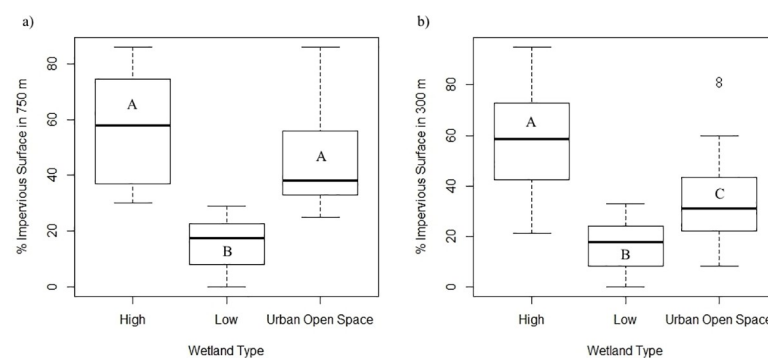 a)
% Impervious Surface in 750 m
80
60
40
20
0
A
B
A
High Low Urban Open Space
Wetland Type
b)
% Impervious Surface in 300 m
80
60
40
20
0
8
A
B
C
High Low Urban Open Space
Wetland Type